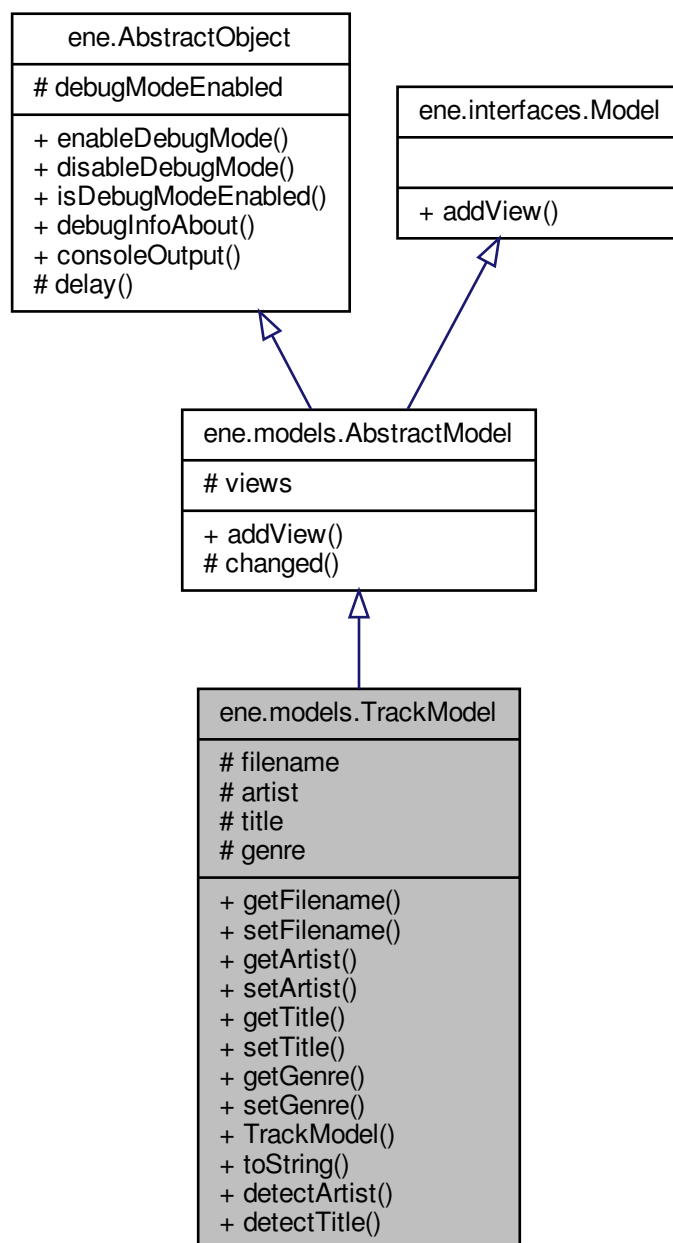 ene.AbstractObject
# debugModeEnabled
+ enableDebugMode()
+ disableDebugMode()
+ isDebugModeEnabled()
+ debugInfoAbout()
+ consoleOutput()
# delay()
ene.interfaces.Model
+ addView()
ene.models.AbstractModel
# views
+ addView()
# changed()
ene.models.TrackModel
# filename
# artist
# title
# genre
+ getFilename()
+ setFilename()
+ getArtist()
+ setArtist()
+ getTitle()
+ setTitle()
+ getGenre()
+ setGenre()
+ TrackModel()
+ toString()
+ detectArtist()
+ detectTitle()